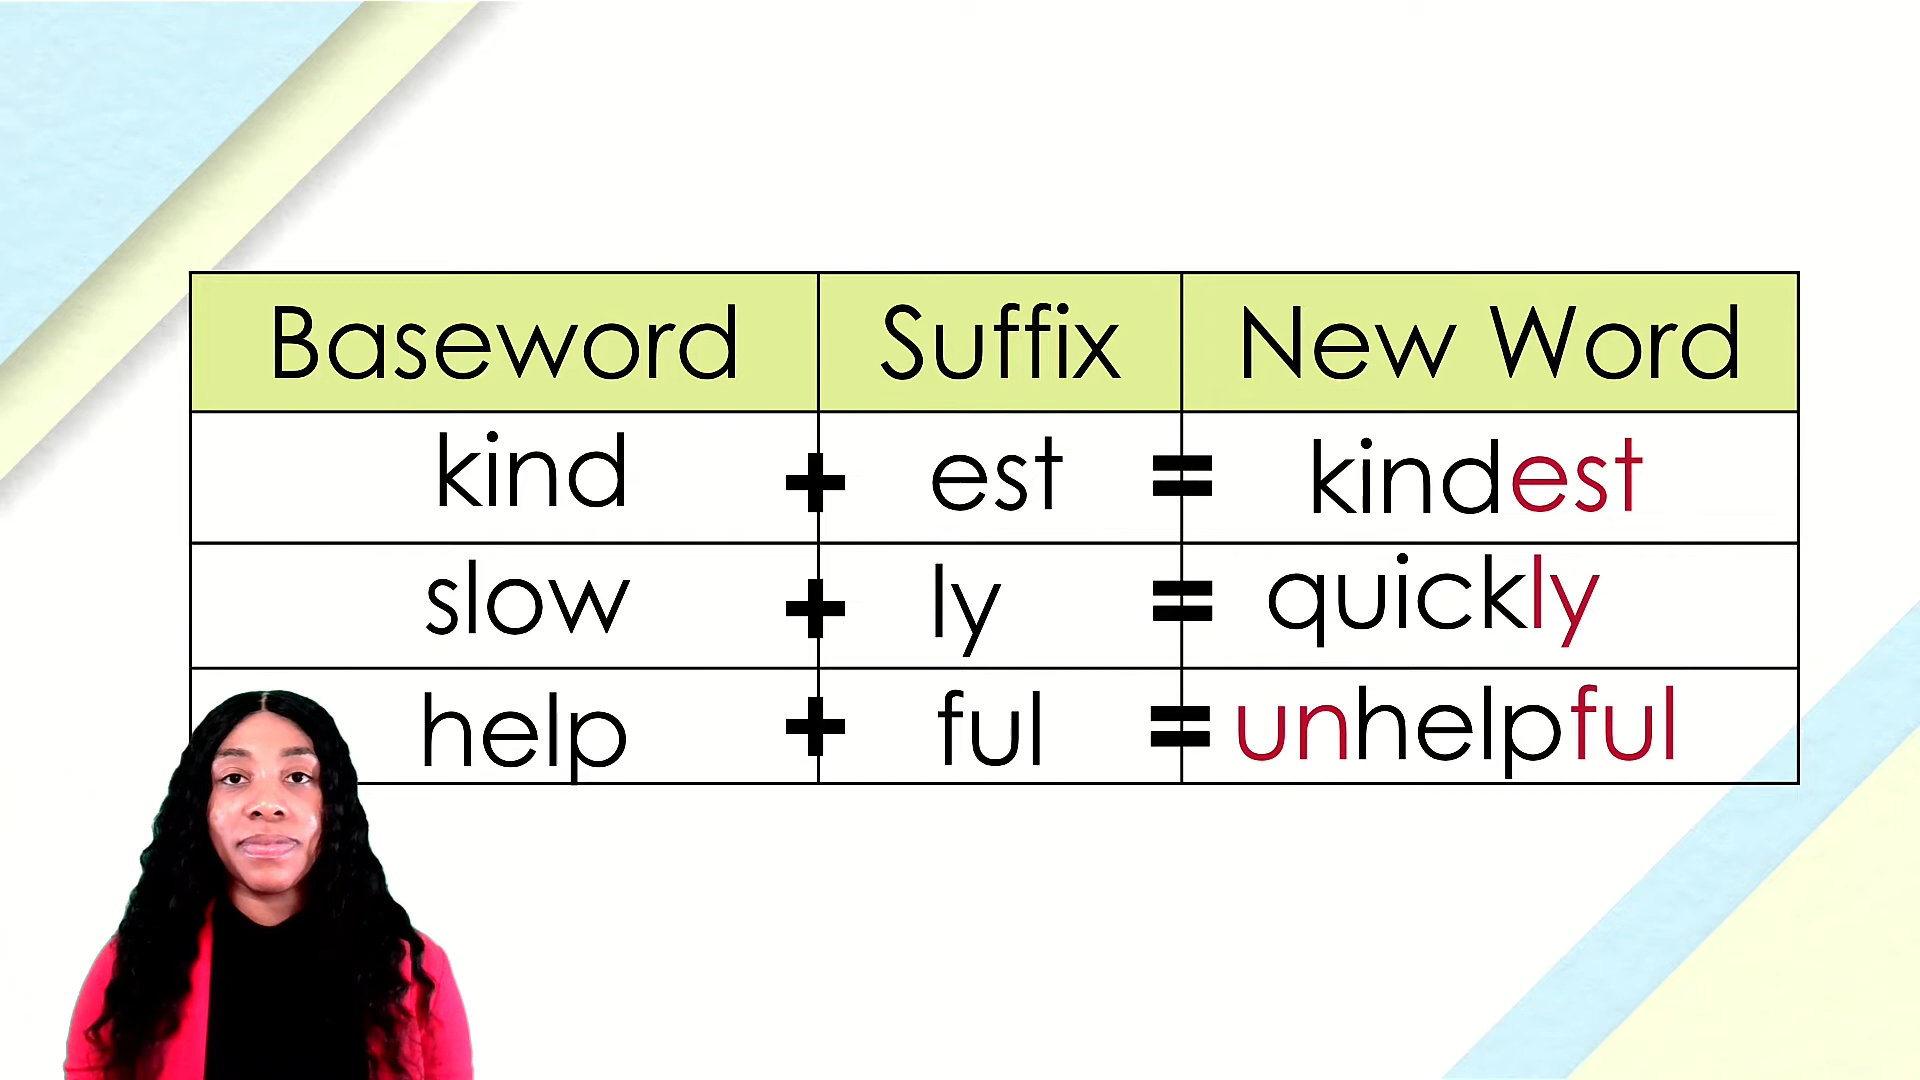 Baseword Suffix New Word
kind + est = kindest
slow + ly = quickly
help + ful = unhelpful